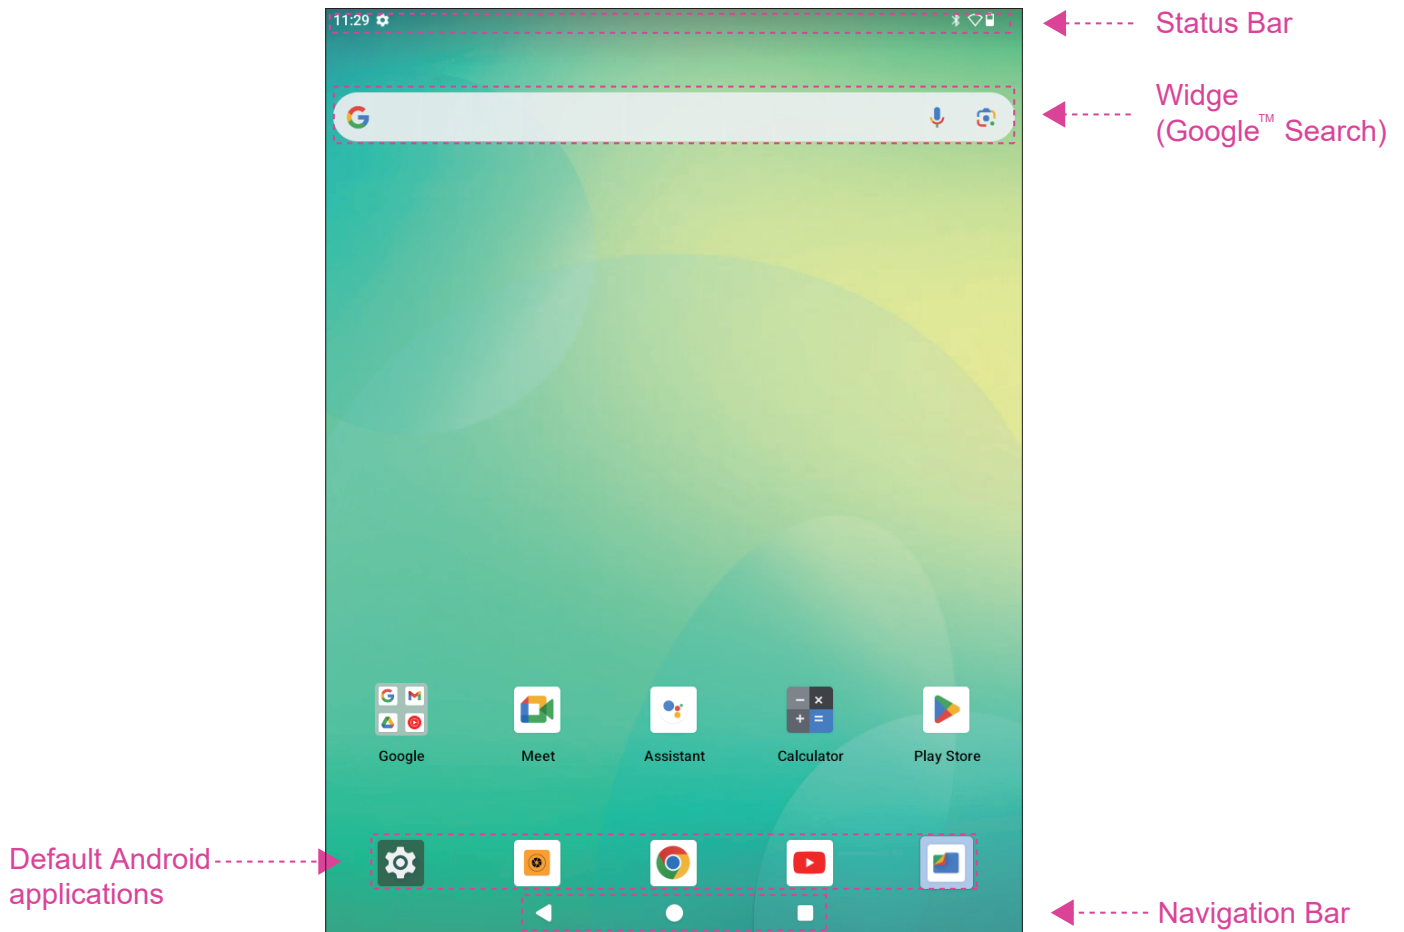 11:29
Status Bar
Widge
(Google™ Search)
Google
Meet
Assistant
Calculator
Play Store
Default Android
applications
Navigation Bar